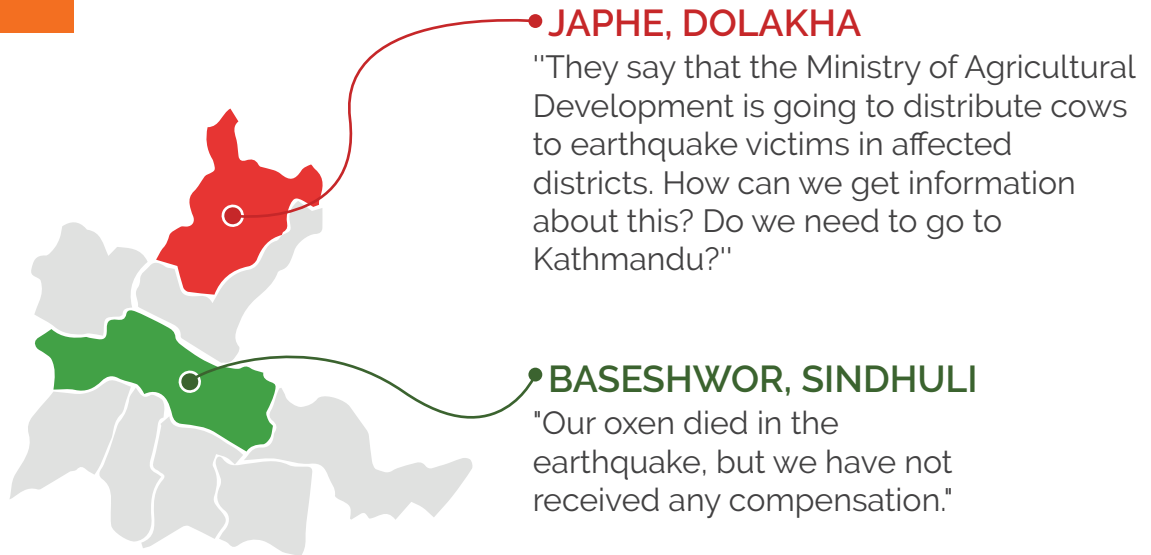 JAPHE, DOLAKHA
''They say that the Ministry of Agricultural
Development is going to distribute cows
to earthquake victims in affected
districts. How can we get information
about this? Do we need to go to
Kathmandu?''
BASESHWOR, SINDHULI
"Our oxen died in the
earthquake, but we have not
received any compensation."